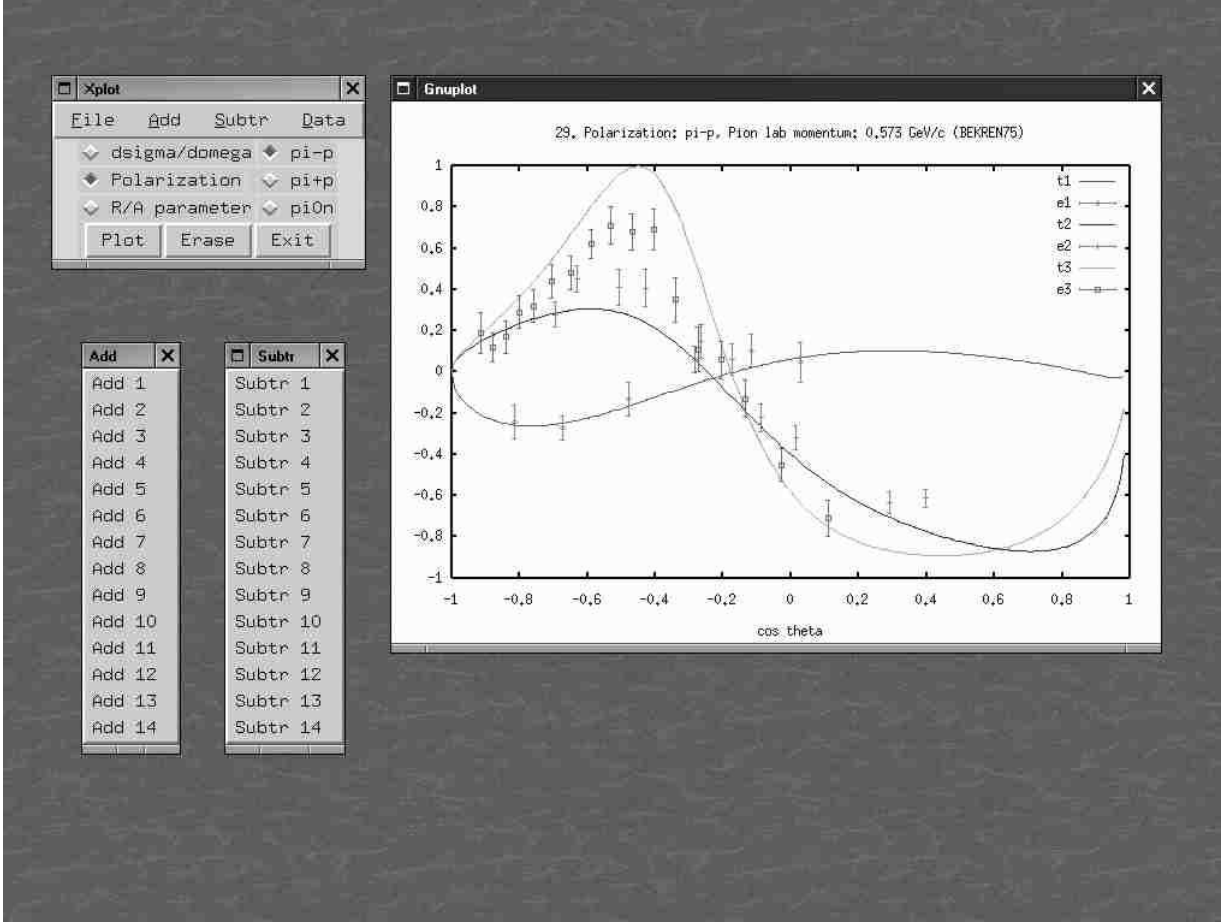 Xplot
File Add Subtr Data
dsigma/domega pi-p
Polarization pi+p
R/A parameter pi0n
Plot Erase Exit
Gnuplot
29. Polarization: pi-p, Pion lab momentum: 0.573 GeV/c (BEKREN75)
1
0.8
0.6
0.4
0.2
0
-0.2
-0.4
-0.6
-0.8
-1
-1 -0.8 -0.6 -0.4 -0.2 0 0.2 0.4 0.6 0.8 1
cos theta
t1
e1
t2
e2
t3
e3
Add
Add 1
Add 2
Add 3
Add 4
Add 5
Add 6
Add 7
Add 8
Add 9
Add 10
Add 11
Add 12
Add 13
Add 14
Subtr
Subtr 1
Subtr 2
Subtr 3
Subtr 4
Subtr 5
Subtr 6
Subtr 7
Subtr 8
Subtr 9
Subtr 10
Subtr 11
Subtr 12
Subtr 13
Subtr 14